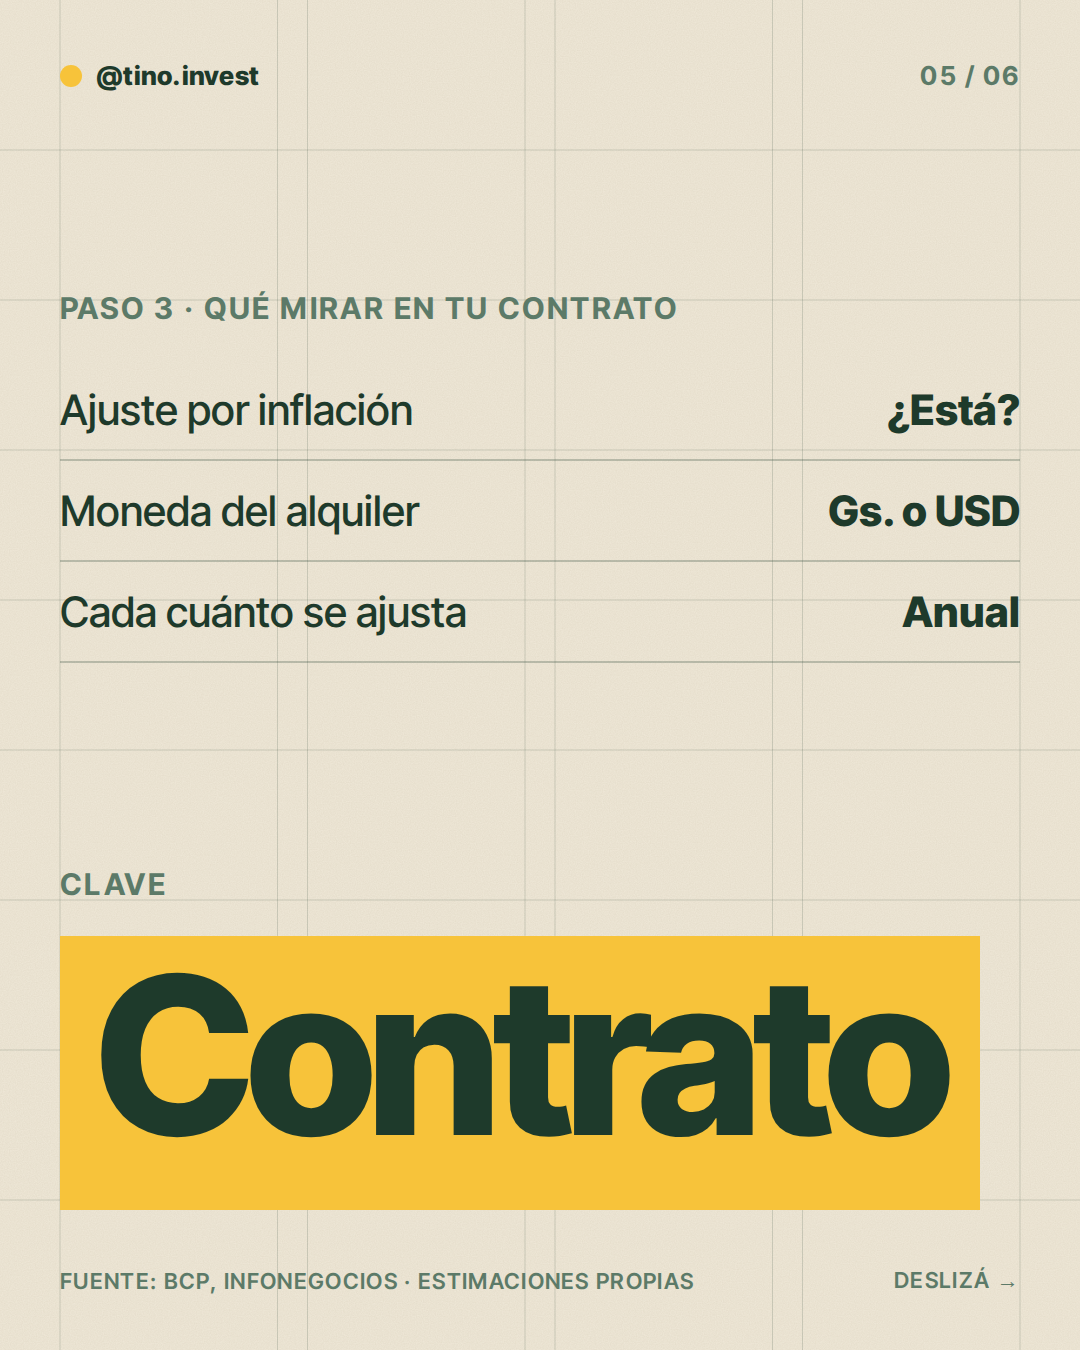 @tino.invest
05 / 06
PASO 3 · QUÉ MIRAR EN TU CONTRATO
Ajuste por inflación ¿Está?
Moneda del alquiler Gs. o USD
Cada cuánto se ajusta Anual
CLAVE
Contrato
FUENTE: BCP, INFONEGOCIOS · ESTIMACIONES PROPIAS
DESLIZÁ →